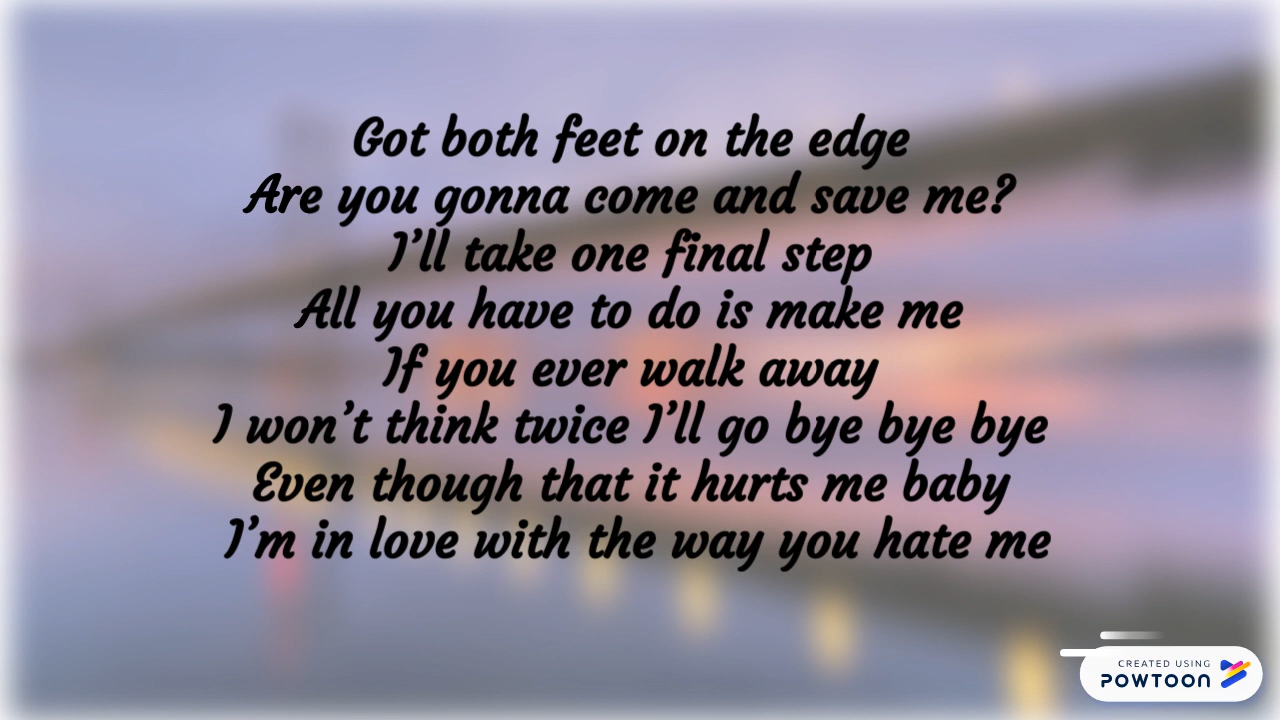 Got both feet on the edge
Are you gonna come and save me?
I'll take one final step
All you have to do is make me
If you ever walk away
I won't think twice I'll go bye bye bye
Even though that it hurts me baby
I'm in love with the way you hate me
CREATED USING
POWTOON